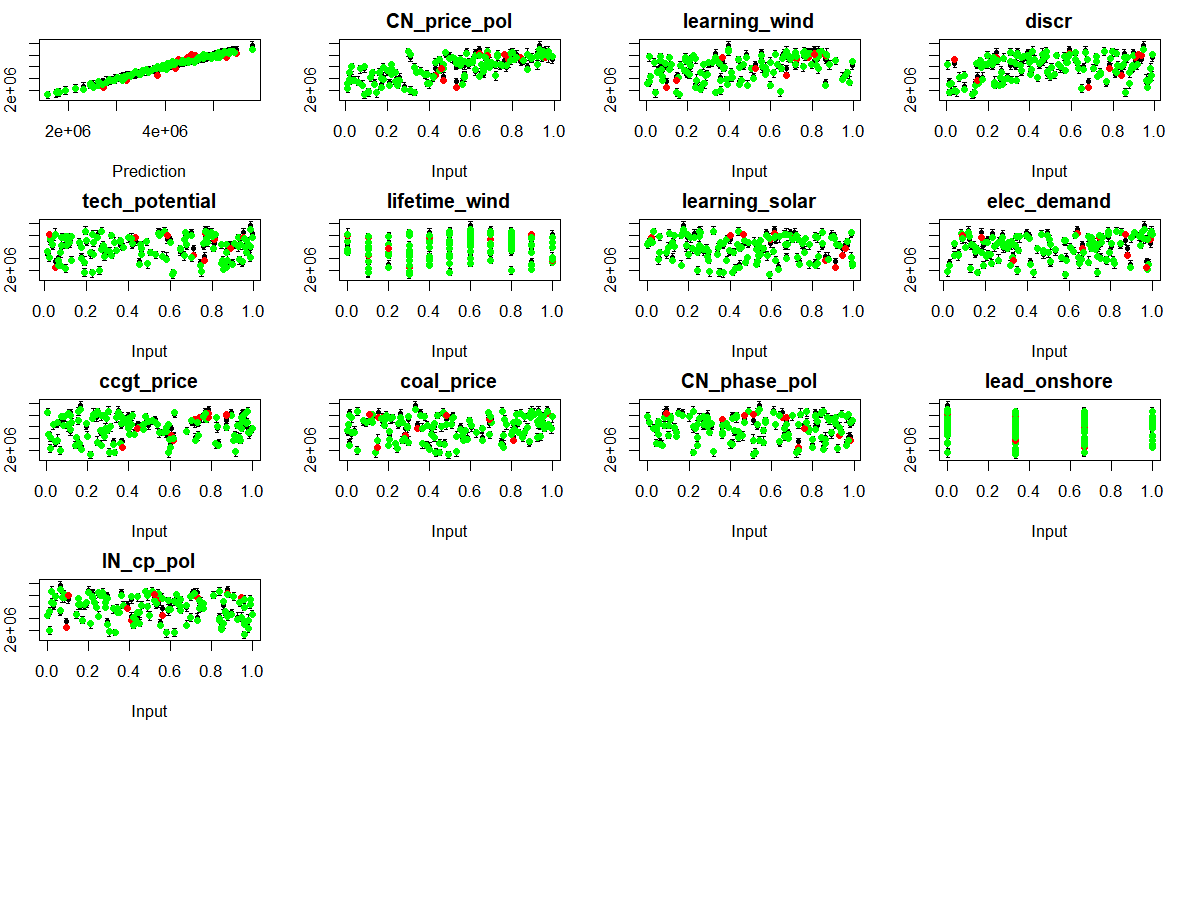 CN_price_pol learning_wind discr
2e+06 2e+06 2e+06 2e+06
2e+06 4e+06 0.0 0.2 0.4 0.6 0.8 1.0 0.0 0.2 0.4 0.6 0.8 1.0 0.0 0.2 0.4 0.6 0.8 1.0
Prediction Input Input Input
tech_potential lifetime_wind learning_solar elec_demand
2e+06 2e+06 2e+06 2e+06
0.0 0.2 0.4 0.6 0.8 1.0 0.0 0.2 0.4 0.6 0.8 1.0 0.0 0.2 0.4 0.6 0.8 1.0 0.0 0.2 0.4 0.6 0.8 1.0
Input Input Input Input
ccgt_price coal_price CN_phase_pol lead_onshore
2e+06 2e+06 2e+06 2e+06
0.0 0.2 0.4 0.6 0.8 1.0 0.0 0.2 0.4 0.6 0.8 1.0 0.0 0.2 0.4 0.6 0.8 1.0 0.0 0.2 0.4 0.6 0.8 1.0
Input Input Input Input
IN_cp_pol
2e+06
0.0 0.2 0.4 0.6 0.8 1.0
Input